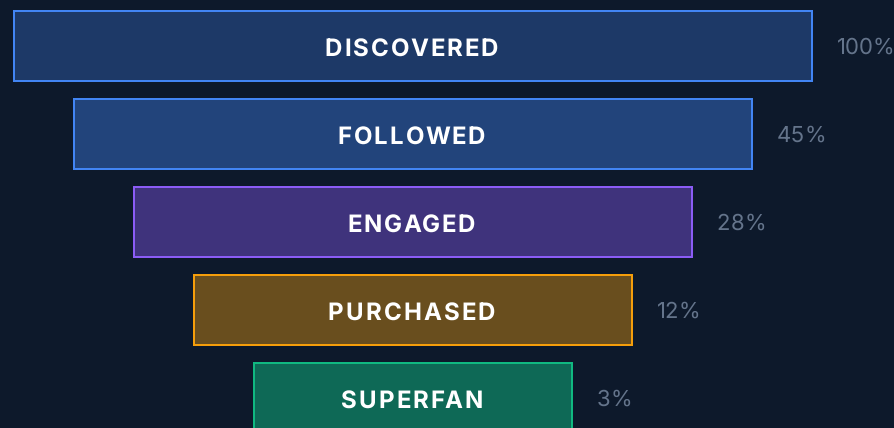 DISCOVERED 100%
FOLLOWED 45%
ENGAGED 28%
PURCHASED 12%
SUPERFAN 3%